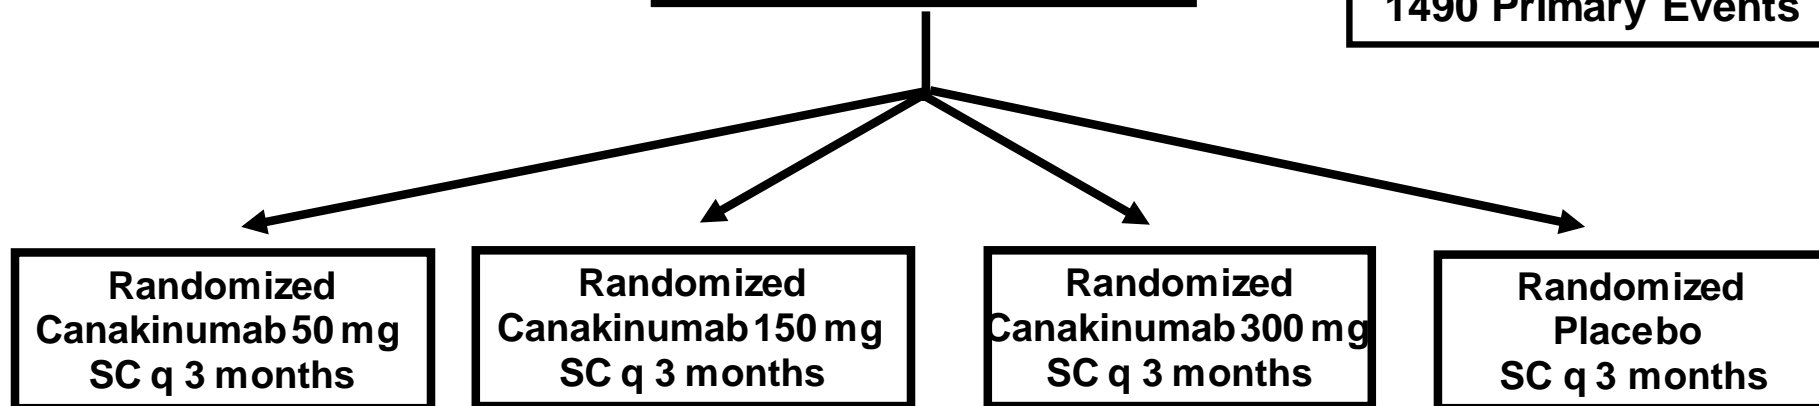 1490 Primary Events
Randomized
Canakinumab 50 mg
SC q 3 months
Randomized
Canakinumab 150 mg
SC q 3 months
Randomized
Canakinumab 300 mg
SC q 3 months
Randomized
Placebo
SC q 3 months